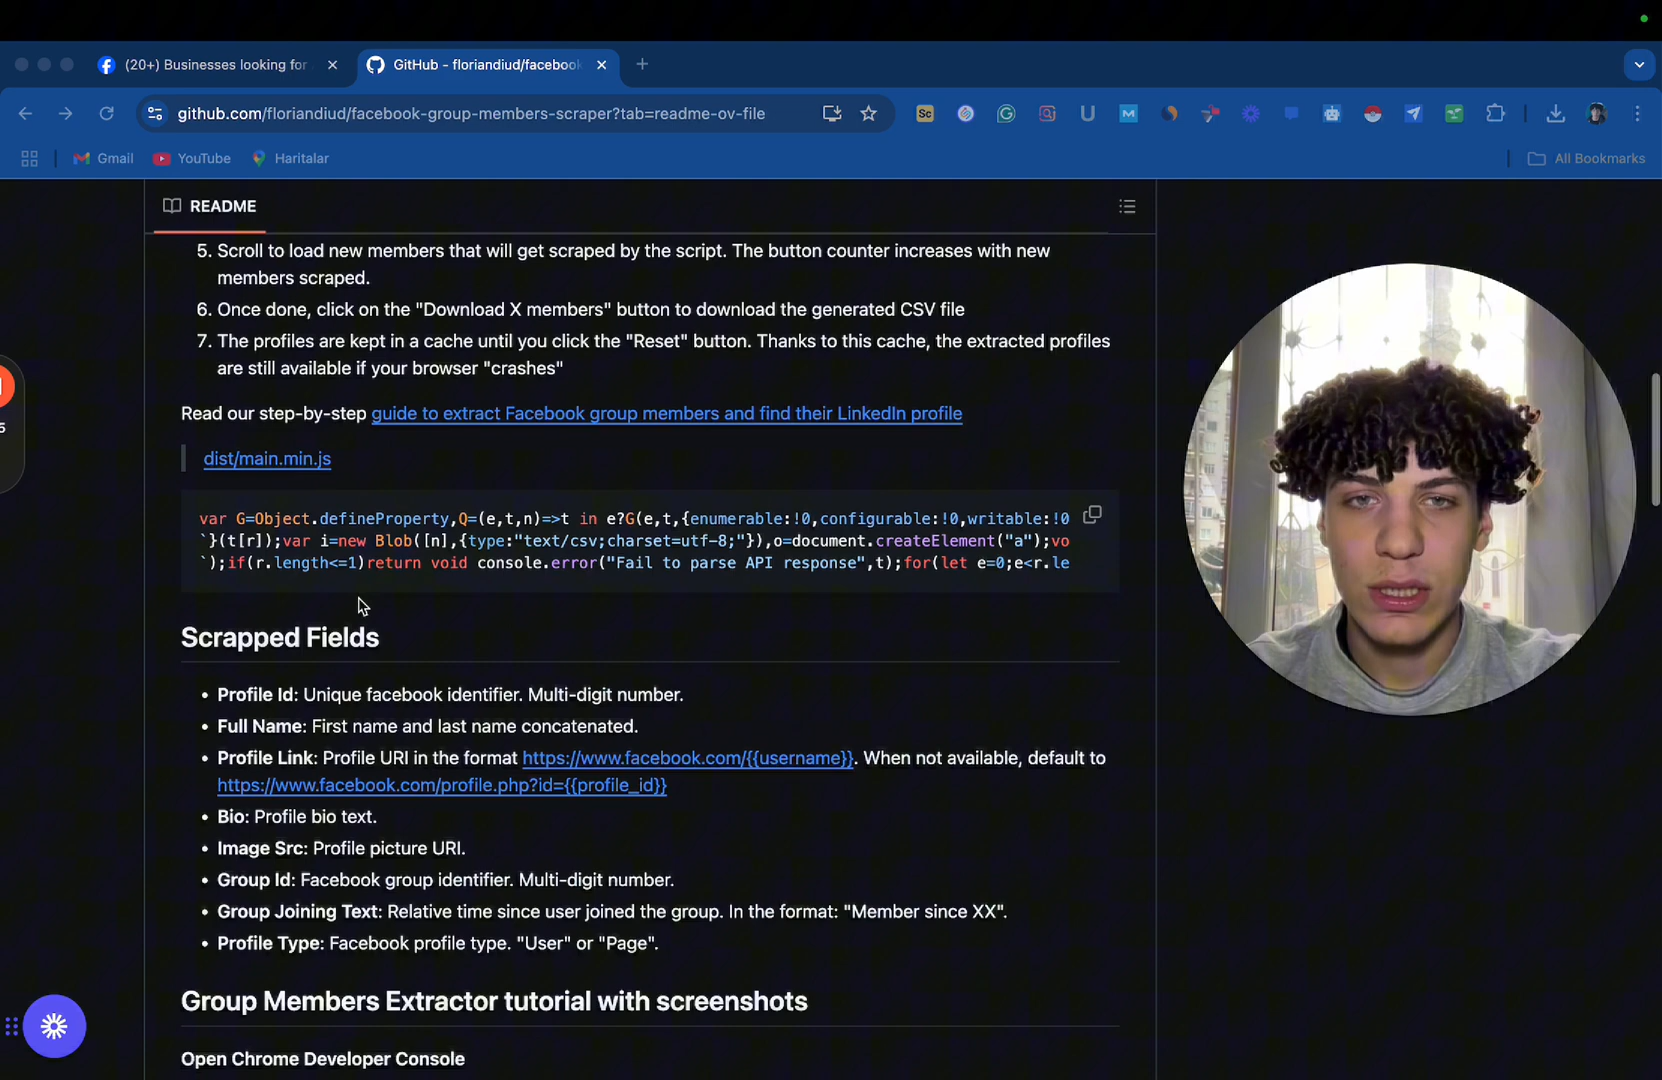 (20+) Businesses looking for
GitHub - floriandiud/facebook
github.com/floriandiud/facebook-group-members-scraper?tab=readme-ov-file
Sc
U
M
Gmail
YouTube
Haritalar
All Bookmarks
README
5. Scroll to load new members that will get scraped by the script. The button counter increases with new
members scraped.
6. Once done, click on the "Download X members" button to download the generated CSV file
7. The profiles are kept in a cache until you click the "Reset" button. Thanks to this cache, the extracted profiles
are still available if your browser "crashes"
5
Read our step-by-step guide to extract Facebook group members and find their LinkedIn profile
dist/main.min.js
var G=Object.defineProperty,Q=(e,t,n)=>t in e?G(e,t,{enumerable:!0,configurable:!0,writable:!0
`}(t[r]);var i=new Blob([n],{type:"text/csv;charset=utf-8;"}),o=document.createElement("a");vo
`);if(r.length<=1)return void console.error("Fail to parse API response",t);for(let e=0;e<r.le
Scrapped Fields
• Profile Id: Unique facebook identifier. Multi-digit number.
• Full Name: First name and last name concatenated.
• Profile Link: Profile URI in the format https://www.facebook.com/{{username}}. When not available, default to
https://www.facebook.com/profile.php?id={{profile_id}}
• Bio: Profile bio text.
• Image Src: Profile picture URI.
• Group Id: Facebook group identifier. Multi-digit number.
• Group Joining Text: Relative time since user joined the group. In the format: "Member since XX".
• Profile Type: Facebook profile type. "User" or "Page".
Group Members Extractor tutorial with screenshots
Open Chrome Developer Console